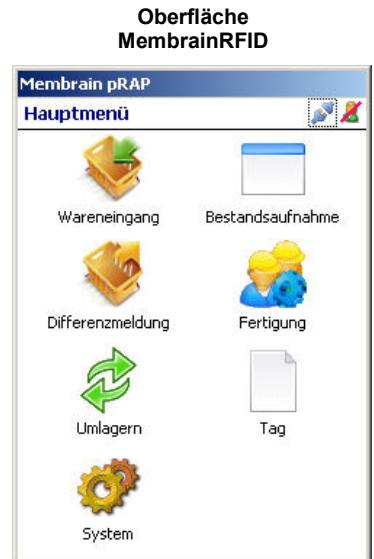 Oberfläche
MembrainRFID
Membrain pRAP
Hauptmenü
Wareneingang
Bestandsaufnahme
Differenzmeldung
Fertigung
Umlagern
Tag
System